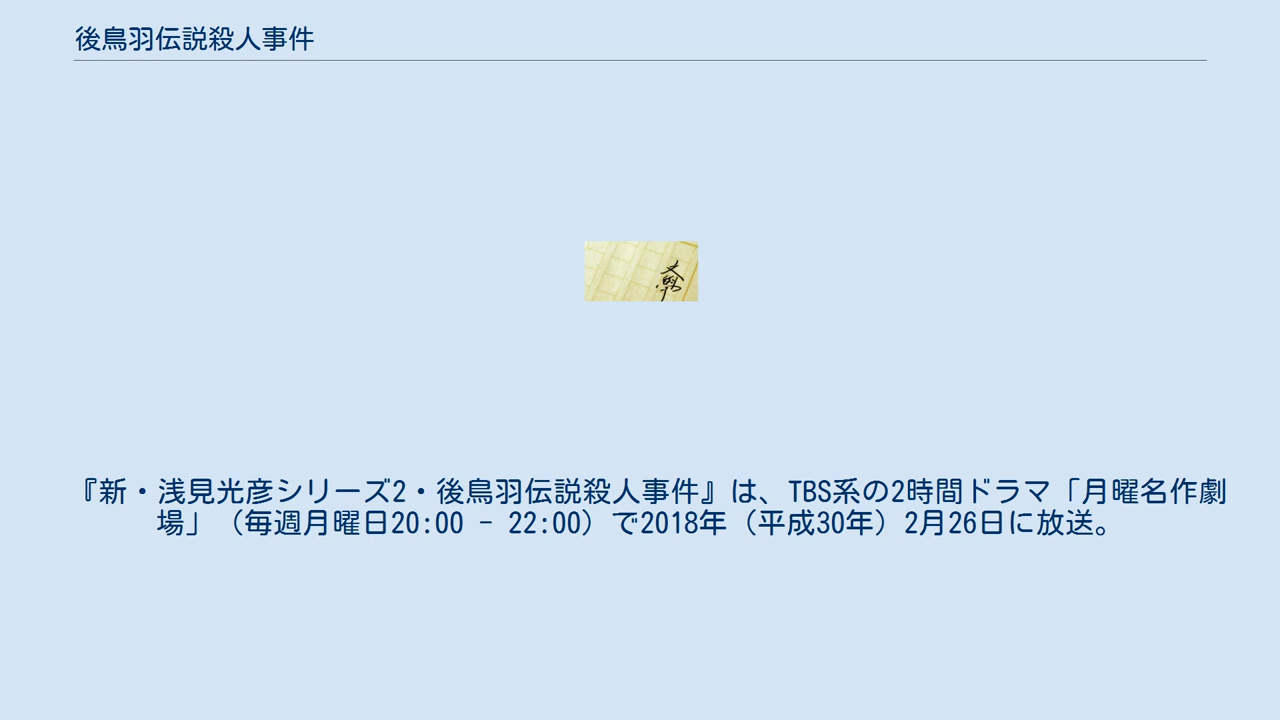 後鳥羽伝説殺人事件
『新・浅見光彦シリーズ2・後鳥羽伝説殺人事件』は、TBS系の2時間ドラマ「月曜名作劇
場」（毎週月曜日20:00 - 22:00）で2018年（平成30年）2月26日に放送。